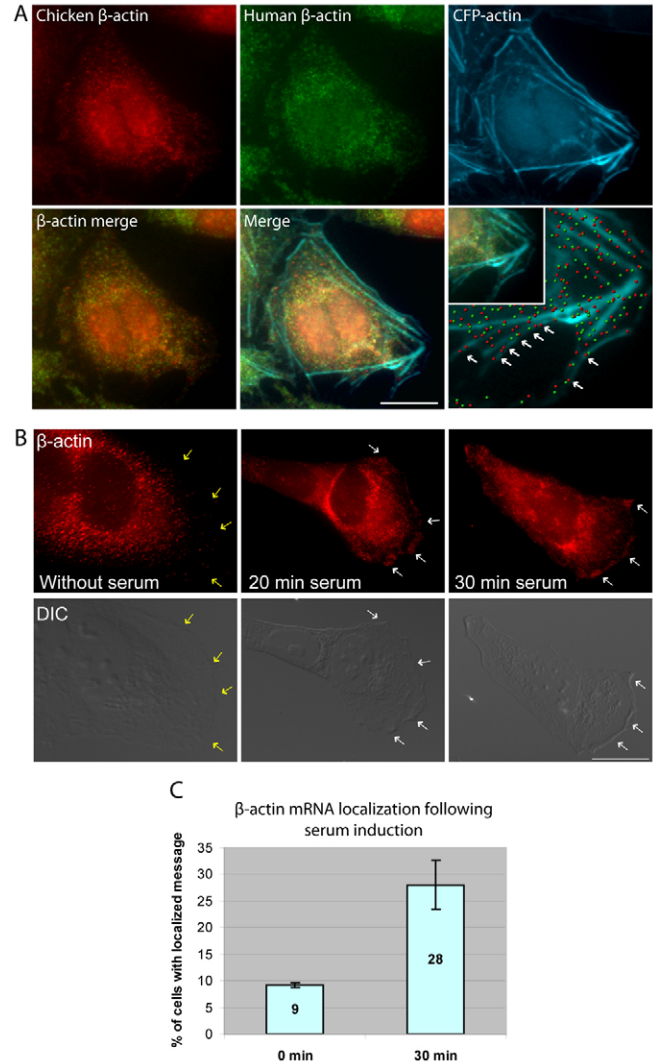 A
Chicken β-actin
Human β-actin
CFP-actin
β-actin merge
Merge
B
β-actin
Without serum
20 min serum
30 min serum
DIC
C
β-actin mRNA localization following
serum induction
% of cells with localized message
35
30
25
20
15
10
5
0
9
28
0 min
30 min